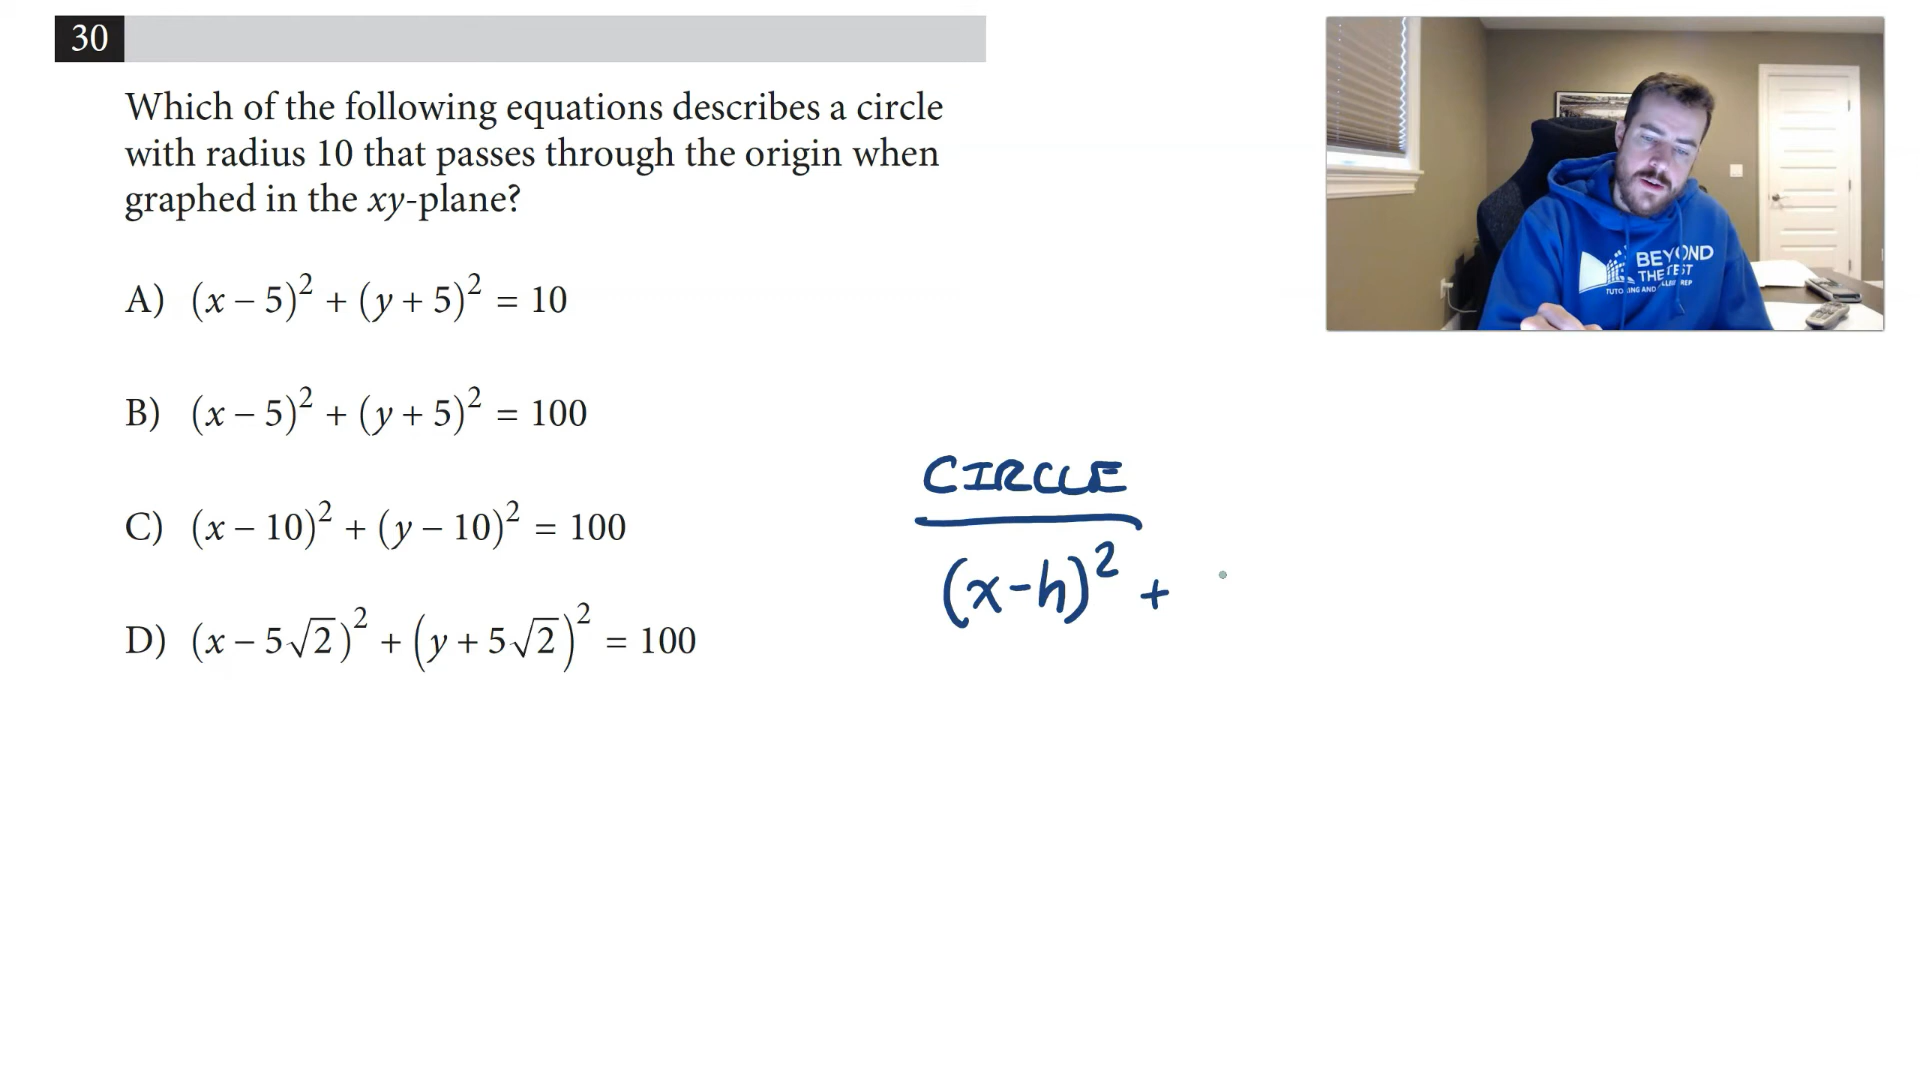 30
Which of the following equations describes a circle
with radius 10 that passes through the origin when
graphed in the xy-plane?
A) (x − 5)² + (y + 5)² = 10
B) (x − 5)² + (y + 5)² = 100
C) (x − 10)² + (y − 10)² = 100
D) (x − 5√2)² + (y + 5√2)² = 100
CIRCLE
(x-h)² +
BEYOND
THE TEST